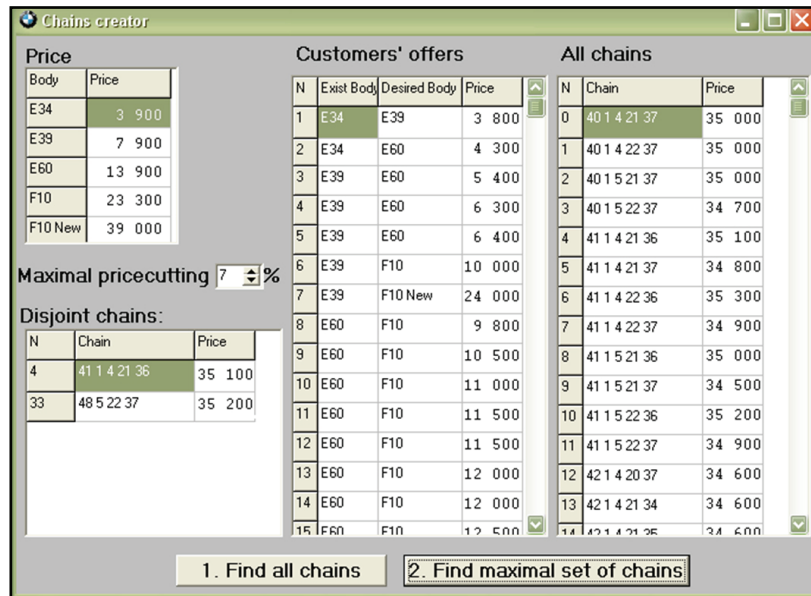 Chains creator
Price
Body Price
E34 3 900
E39 7 900
E60 13 900
F10 23 300
F10 New 39 000
Maximal pricecutting 7 %
Disjoint chains:
N Chain Price
4 41 1 4 21 36 35 100
33 48 5 22 37 35 200
Customers' offers
N Exist Body Desired Body Price
1 E34 E39 3 800
2 E34 E60 4 300
3 E39 E60 5 400
4 E39 E60 6 300
5 E39 E60 6 400
6 E39 F10 10 000
7 E39 F10 New 24 000
8 E60 F10 9 800
9 E60 F10 10 500
10 E60 F10 11 000
11 E60 F10 11 500
12 E60 F10 11 500
13 E60 F10 12 000
14 E60 F10 12 000
15 E60 F10 12 500
All chains
N Chain Price
0 40 1 4 21 37 35 000
1 40 1 4 22 37 35 000
2 40 1 5 21 37 35 000
3 40 1 5 22 37 34 700
4 41 1 4 21 36 35 100
5 41 1 4 21 37 34 800
6 41 1 4 22 36 35 300
7 41 1 4 22 37 34 900
8 41 1 5 21 36 35 000
9 41 1 5 21 37 34 500
10 41 1 5 22 36 35 200
11 41 1 5 22 37 34 900
12 42 1 4 20 37 34 600
13 42 1 4 21 34 34 600
14 42 1 4 21 35 34 600
1. Find all chains
2. Find maximal set of chains